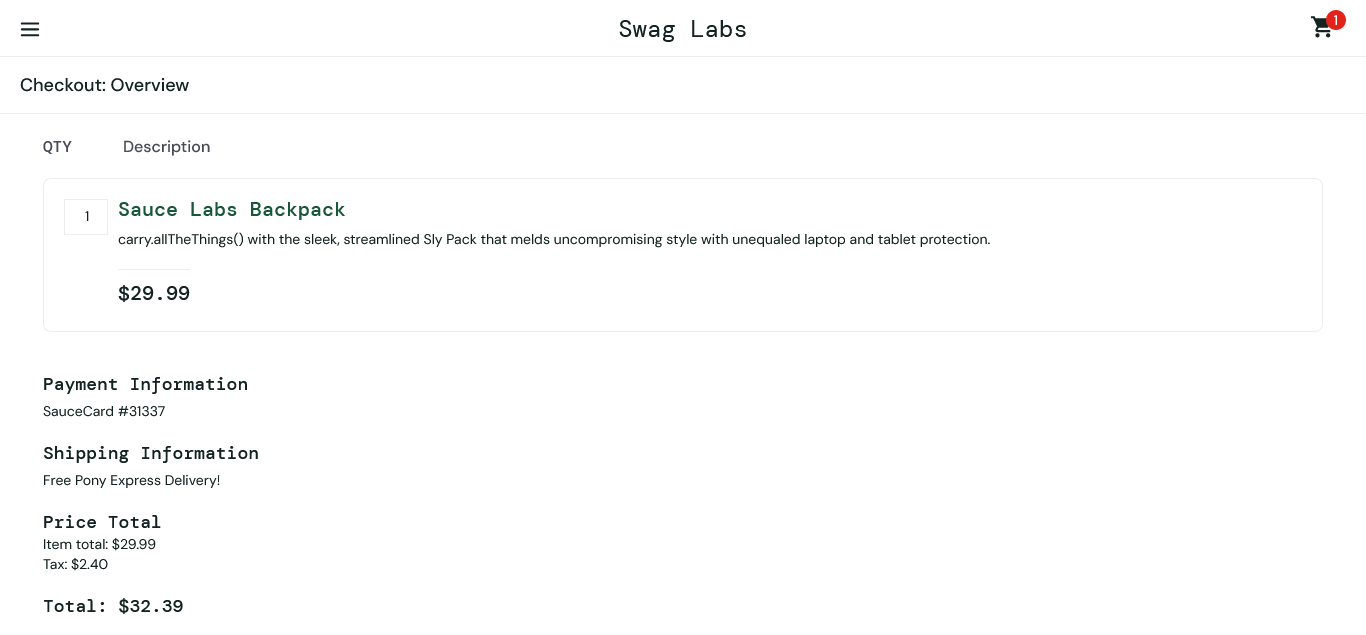 Swag Labs
1
Checkout: Overview
QTY Description
1
Sauce Labs Backpack
carry.allTheThings() with the sleek, streamlined Sly Pack that melds uncompromising style with unequaled laptop and tablet protection.
$29.99
Payment Information
SauceCard #31337
Shipping Information
Free Pony Express Delivery!
Price Total
Item total: $29.99
Tax: $2.40
Total: $32.39